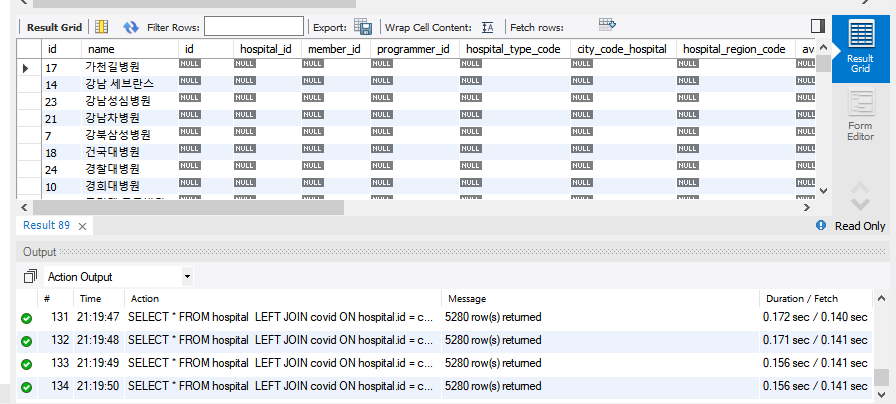 Result Grid Filter Rows: Export: Wrap Cell Content: Fetch rows:
id name id hospital_id member_id programmer_id hospital_type_code city_code_hospital hospital_region_code
17 가천길병원 NULL NULL NULL NULL NULL NULL NULL NULL
14 강남 세브란스 NULL NULL NULL NULL NULL NULL NULL NULL
23 강남성심병원 NULL NULL NULL NULL NULL NULL NULL NULL
21 강남차병원 NULL NULL NULL NULL NULL NULL NULL NULL
7 강북삼성병원 NULL NULL NULL NULL NULL NULL NULL NULL
18 건국대병원 NULL NULL NULL NULL NULL NULL NULL NULL
24 경찰대병원 NULL NULL NULL NULL NULL NULL NULL NULL
10 경희대병원 NULL NULL NULL NULL NULL NULL NULL NULL
Result Grid
Form Editor
Result 89 Read Only
Output
Action Output
# Time Action Message Duration / Fetch
131 21:19:47 SELECT * FROM hospital LEFT JOIN covid ON hospital.id = c... 5280 row(s) returned 0.172 sec / 0.140 sec
132 21:19:48 SELECT * FROM hospital LEFT JOIN covid ON hospital.id = c... 5280 row(s) returned 0.171 sec / 0.141 sec
133 21:19:49 SELECT * FROM hospital LEFT JOIN covid ON hospital.id = c... 5280 row(s) returned 0.156 sec / 0.141 sec
134 21:19:50 SELECT * FROM hospital LEFT JOIN covid ON hospital.id = c... 5280 row(s) returned 0.156 sec / 0.141 sec